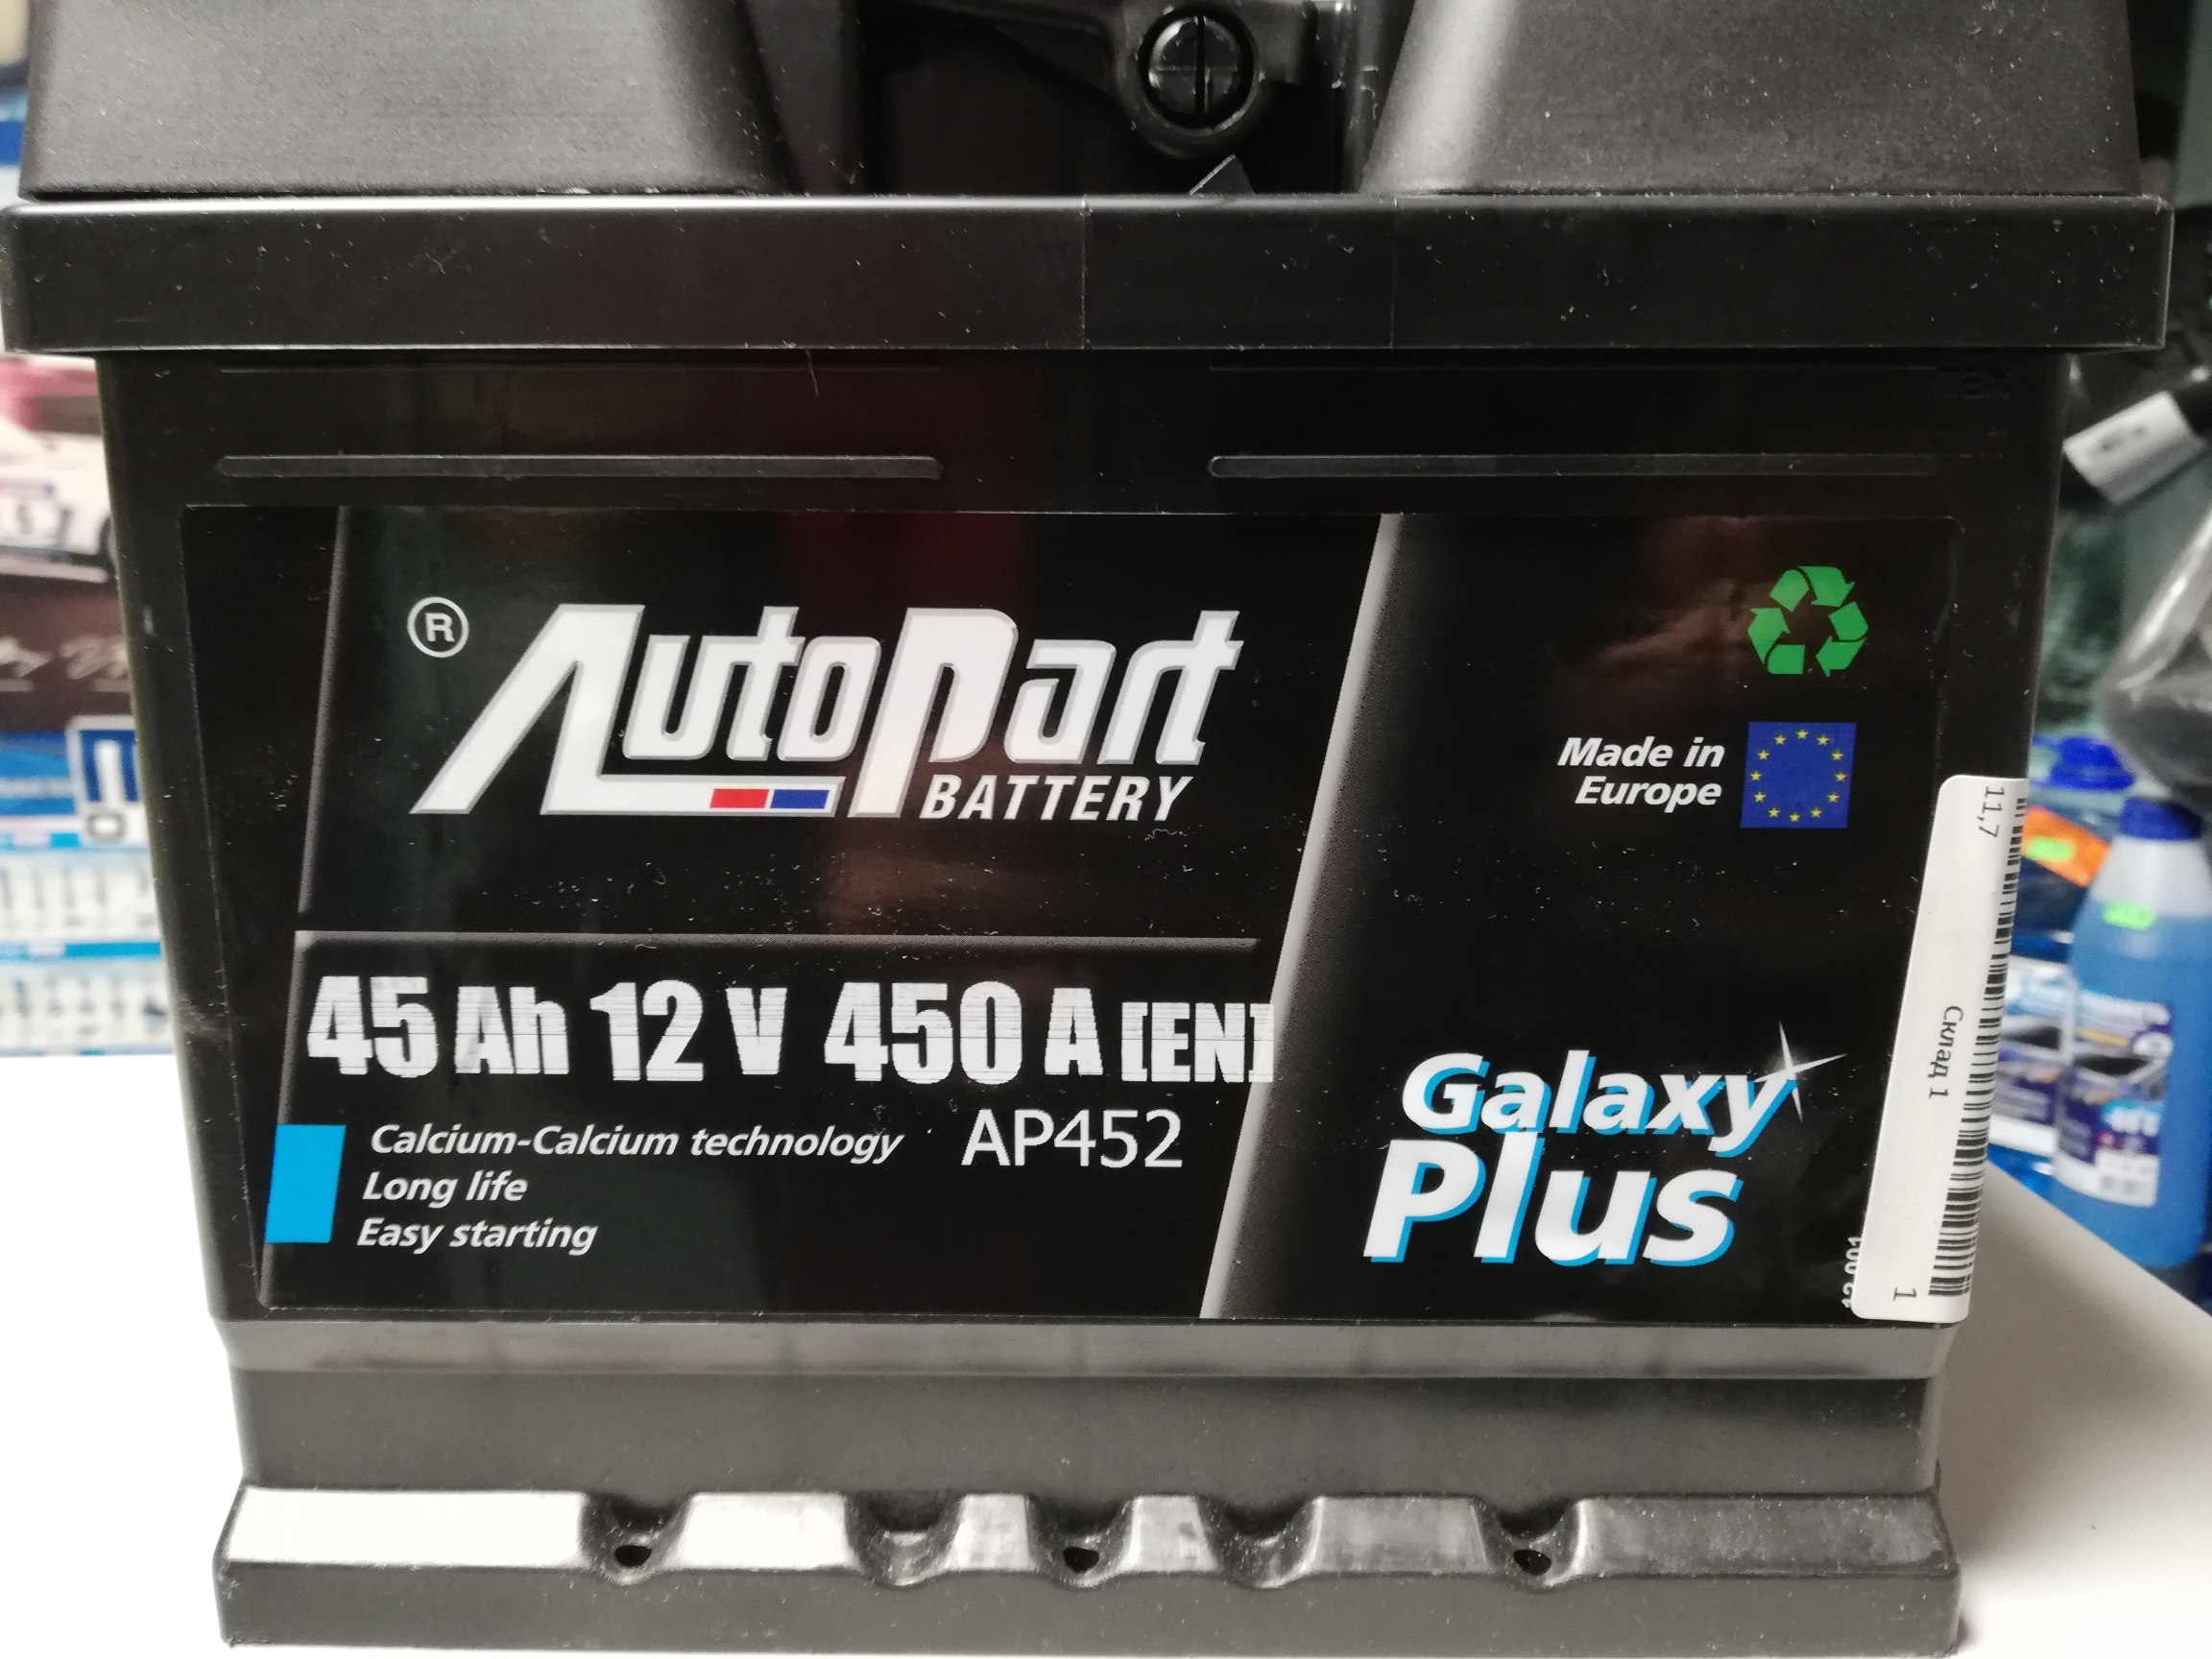 ®
AutoPart
BATTERY
Made in
Europe
45 Ah 12 V 450 A [EN]
AP452
Calcium-Calcium technology
Long life
Easy starting
Galaxy
Plus
11,7
Склад 1
1